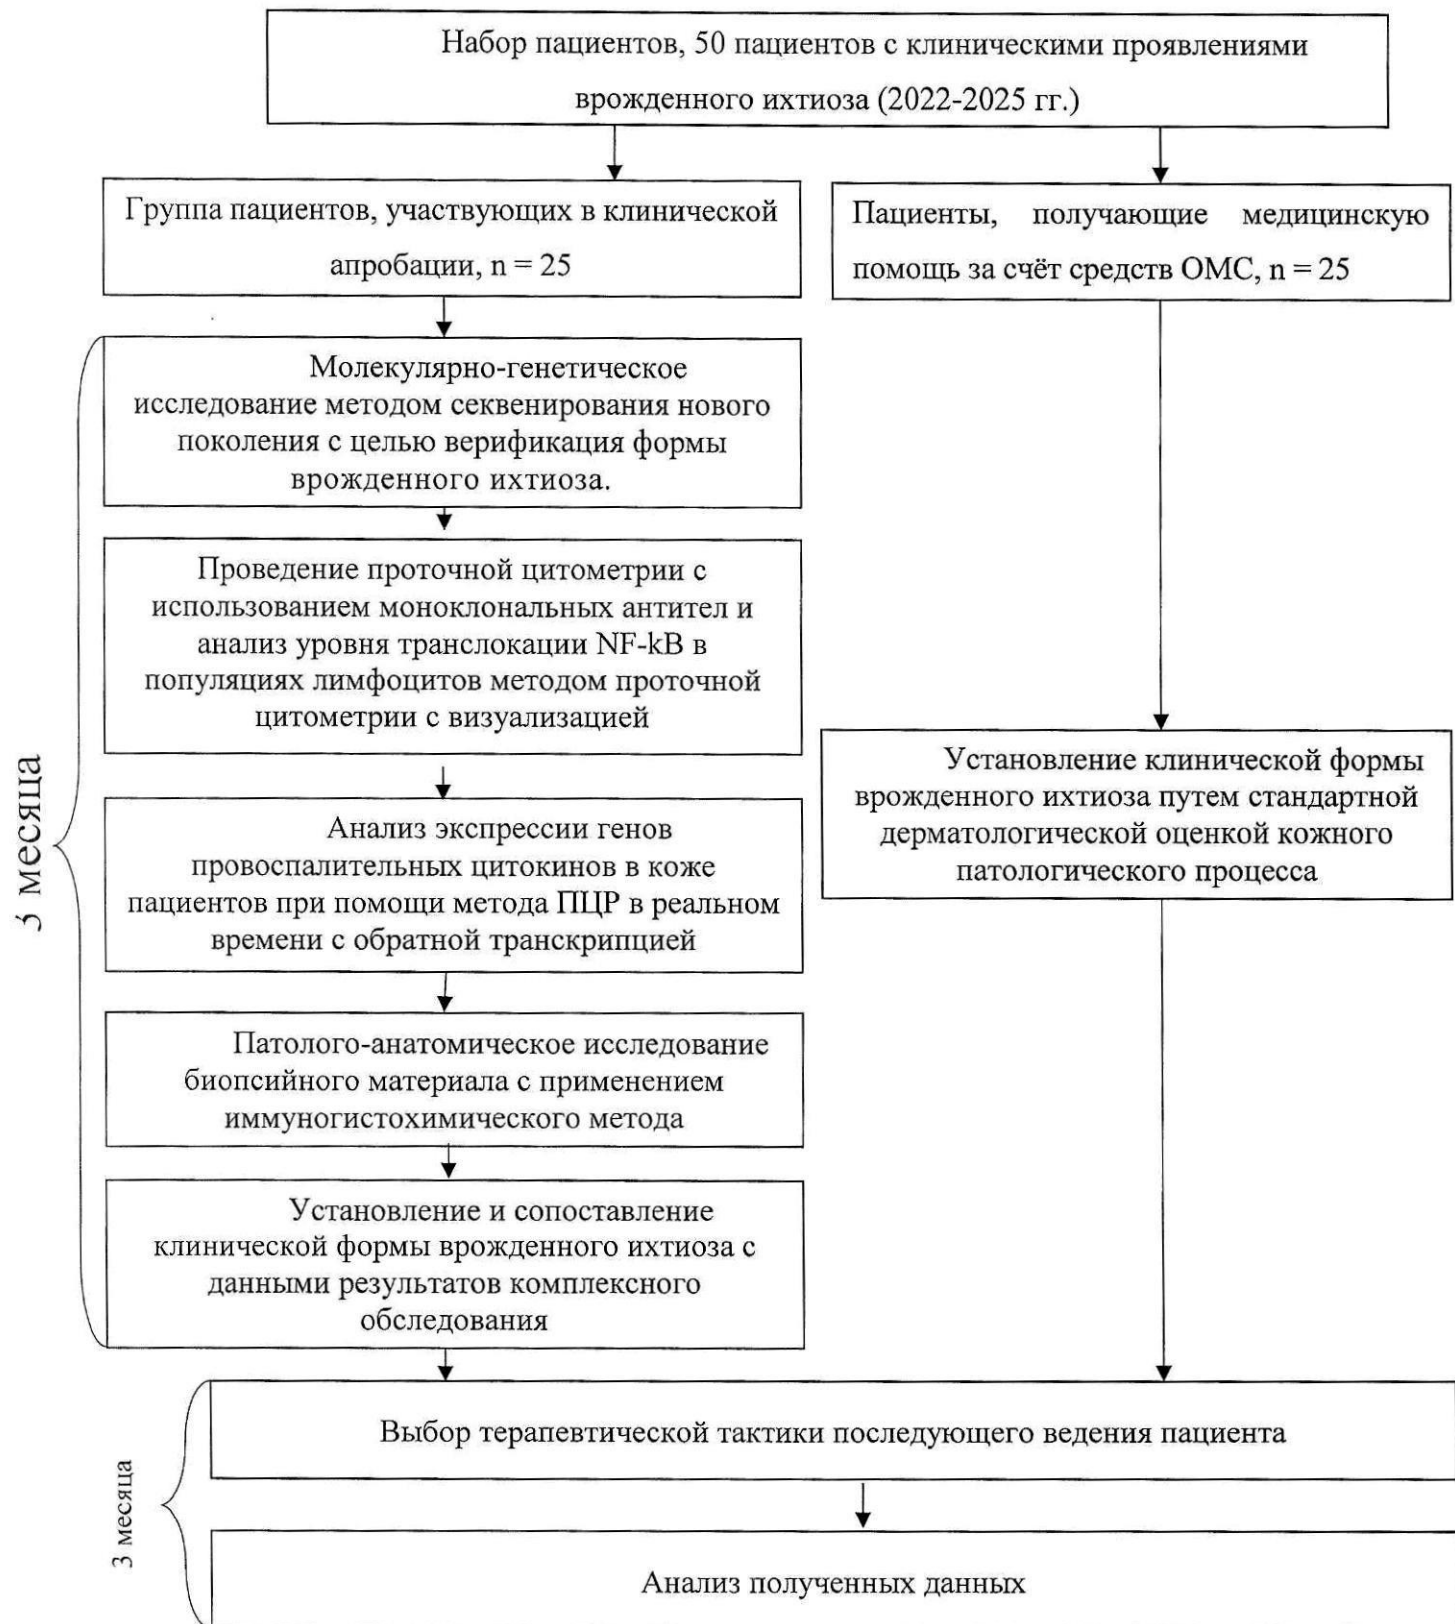 Набор пациентов, 50 пациентов с клиническими проявлениями
врожденного ихтиоза (2022-2025 гг.)
Группа пациентов, участвующих в клинической
апробации, n = 25
Пациенты, получающие медицинскую
помощь за счёт средств ОМС, n = 25
3 месяца
Молекулярно-генетическое
исследование методом секвенирования нового
поколения с целью верификация формы
врожденного ихтиоза.
Проведение проточной цитометрии с
использованием моноклональных антител и
анализ уровня транслокации NF-kB в
популяциях лимфоцитов методом проточной
цитометрии с визуализацией
Анализ экспрессии генов
провоспалительных цитокинов в коже
пациентов при помощи метода ПЦР в реальном
времени с обратной транскрипцией
Патолого-анатомическое исследование
биопсийного материала с применением
иммуногистохимического метода
Установление и сопоставление
клинической формы врожденного ихтиоза с
данными результатов комплексного
обследования
Установление клинической формы
врожденного ихтиоза путем стандартной
дерматологической оценкой кожного
патологического процесса
3 месяца
Выбор терапевтической тактики последующего ведения пациента
Анализ полученных данных